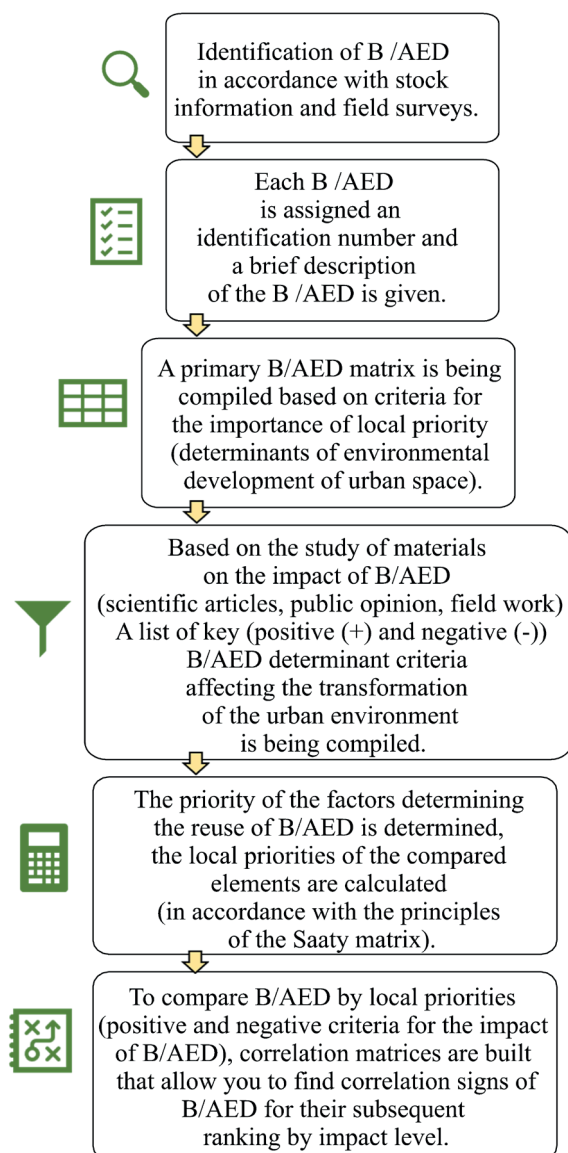 Identification of B /AED
in accordance with stock
information and field surveys.
Each B /AED
is assigned an
identification number and
a brief description
of the B /AED is given.
A primary B/AED matrix is being
compiled based on criteria for
the importance of local priority
(determinants of environmental
development of urban space).
Based on the study of materials
on the impact of B/AED
(scientific articles, public opinion, field work)
A list of key (positive (+) and negative (-))
B/AED determinant criteria
affecting the transformation
of the urban environment
is being compiled.
The priority of the factors determining
the reuse of B/AED is determined,
the local priorities of the compared
elements are calculated
(in accordance with the principles
of the Saaty matrix).
To compare B/AED by local priorities
(positive and negative criteria for the impact
of B/AED), correlation matrices are built
that allow you to find correlation signs of
B/AED for their subsequent
ranking by impact level.